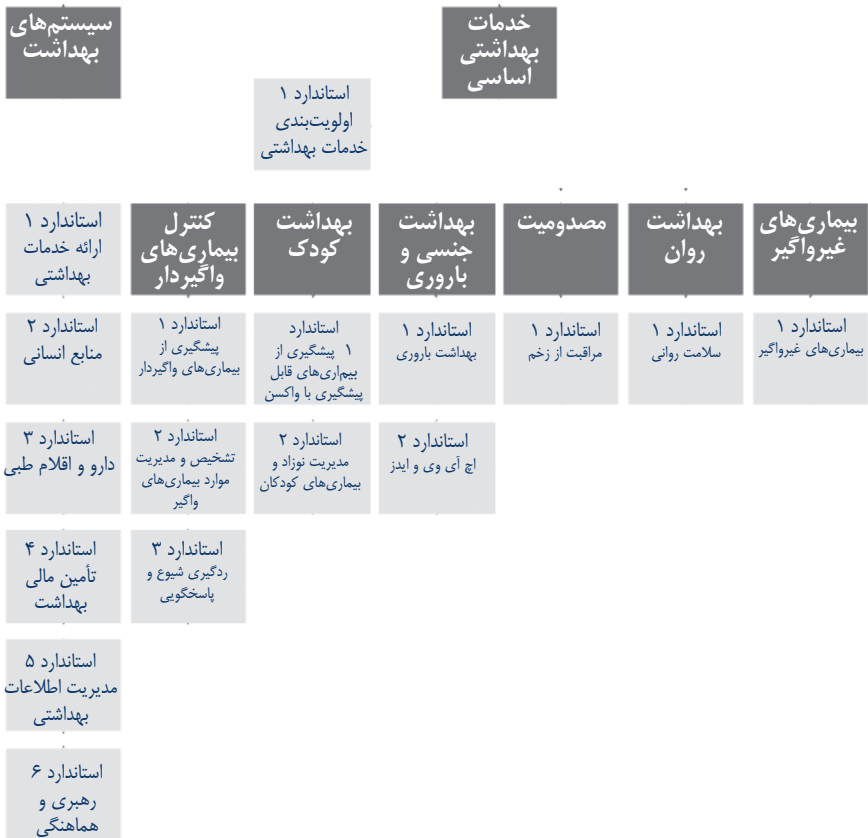 خدمات
بهداشتی
اساسی
سیستم‌های
بهداشت
استاندارد ۱
اولویت‌بندی
خدمات بهداشتی
بیماری‌های
غیرواگیر
بهداشت
روان
مصدومیت
بهداشت
جنسی و
باروری
بهداشت
کودک
کنترل
بیماری‌های
واگیردار
استاندارد ۱
ارائه خدمات
بهداشتی
استاندارد ۱
بیماری‌های غیرواگیر
استاندارد ۱
سلامت روانی
استاندارد ۱
مراقبت از زخم
استاندارد ۱
بهداشت باروری
استاندارد
۱ پیشگیری از
بیم‍اری‌های قابل
پیشگیری با واکسن
استاندارد ۱
پیشگیری از
بیماری‌های واگیردار
استاندارد ۲
منابع انسانی
استاندارد ۲
اچ آی وی و ایدز
استاندارد ۲
مدیریت نوزاد و
بیماری‌های کودکان
استاندارد ۲
تشخیص و مدیریت
موارد بیماری‌های
واگیر
استاندارد ۳
دارو و اقلام طبی
استاندارد ۳
ردگیری شیوع و
پاسخگویی
استاندارد ۴
تأمین مالی
بهداشت
استاندارد ۵
مدیریت اطلاعات
بهداشتی
استاندارد ۶
رهبری و
هماهنگی